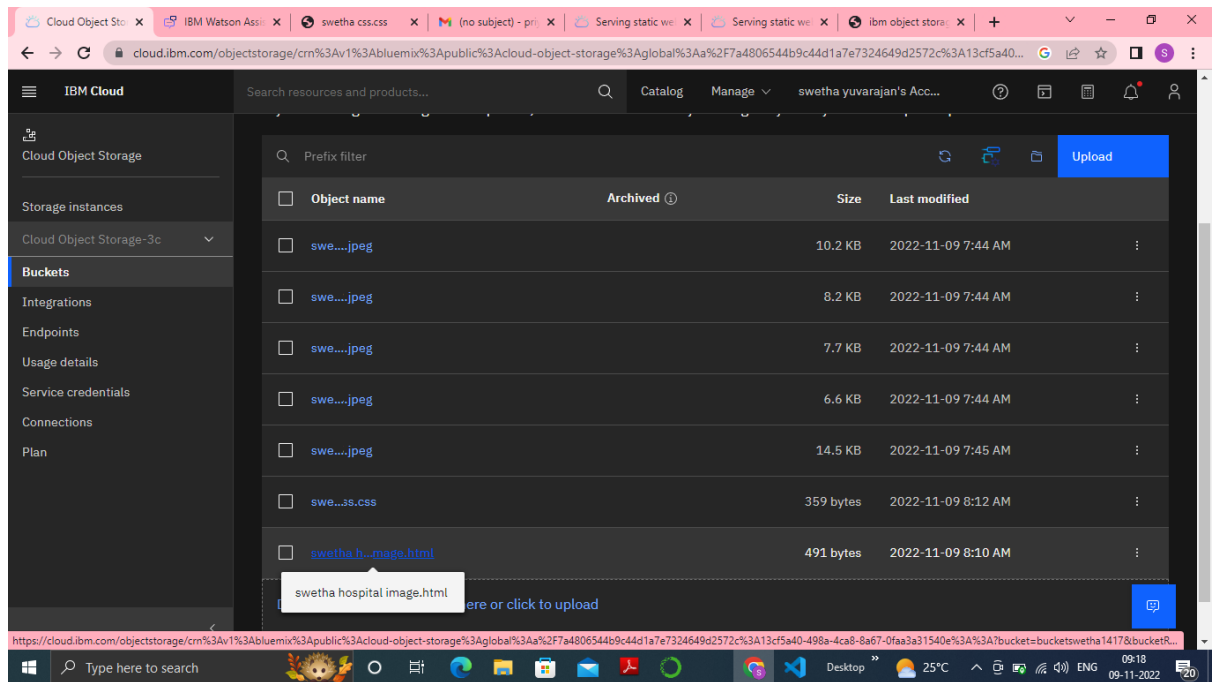 Cloud Object Sto
IBM Watson Assis
swetha css.css
(no subject) - pri
Serving static we
Serving static we
ibm object storag
cloud.ibm.com/objectstorage/crn%3Av1%3Abluemix%3Apublic%3Acloud-object-storage%3Aglobal%3Aa%2F7a4806544b9c44d1a7e7324649d2572c%3A13cf5a40...
IBM Cloud
Search resources and products...
Catalog
Manage
swetha yuvarajan's Acc...
Cloud Object Storage
Storage instances
Cloud Object Storage-3c
Buckets
Integrations
Endpoints
Usage details
Service credentials
Connections
Plan
Prefix filter
Upload
Object name Archived Size Last modified
swe....jpeg 10.2 KB 2022-11-09 7:44 AM
swe....jpeg 8.2 KB 2022-11-09 7:44 AM
swe....jpeg 7.7 KB 2022-11-09 7:44 AM
swe....jpeg 6.6 KB 2022-11-09 7:44 AM
swe....jpeg 14.5 KB 2022-11-09 7:45 AM
swe...ss.css 359 bytes 2022-11-09 8:12 AM
swetha h...mage.html 491 bytes 2022-11-09 8:10 AM
swetha hospital image.html
ere or click to upload
https://cloud.ibm.com/objectstorage/crn%3Av1%3Abluemix%3Apublic%3Acloud-object-storage%3Aglobal%3Aa%2F7a4806544b9c44d1a7e7324649d2572c%3A13cf5a40-498a-4ca8-8a67-0faa3a31540e%3A%3A?bucket=bucketswetha1417&bucketR...
Type here to search
Desktop
25°C
ENG
09:18
09-11-2022
20